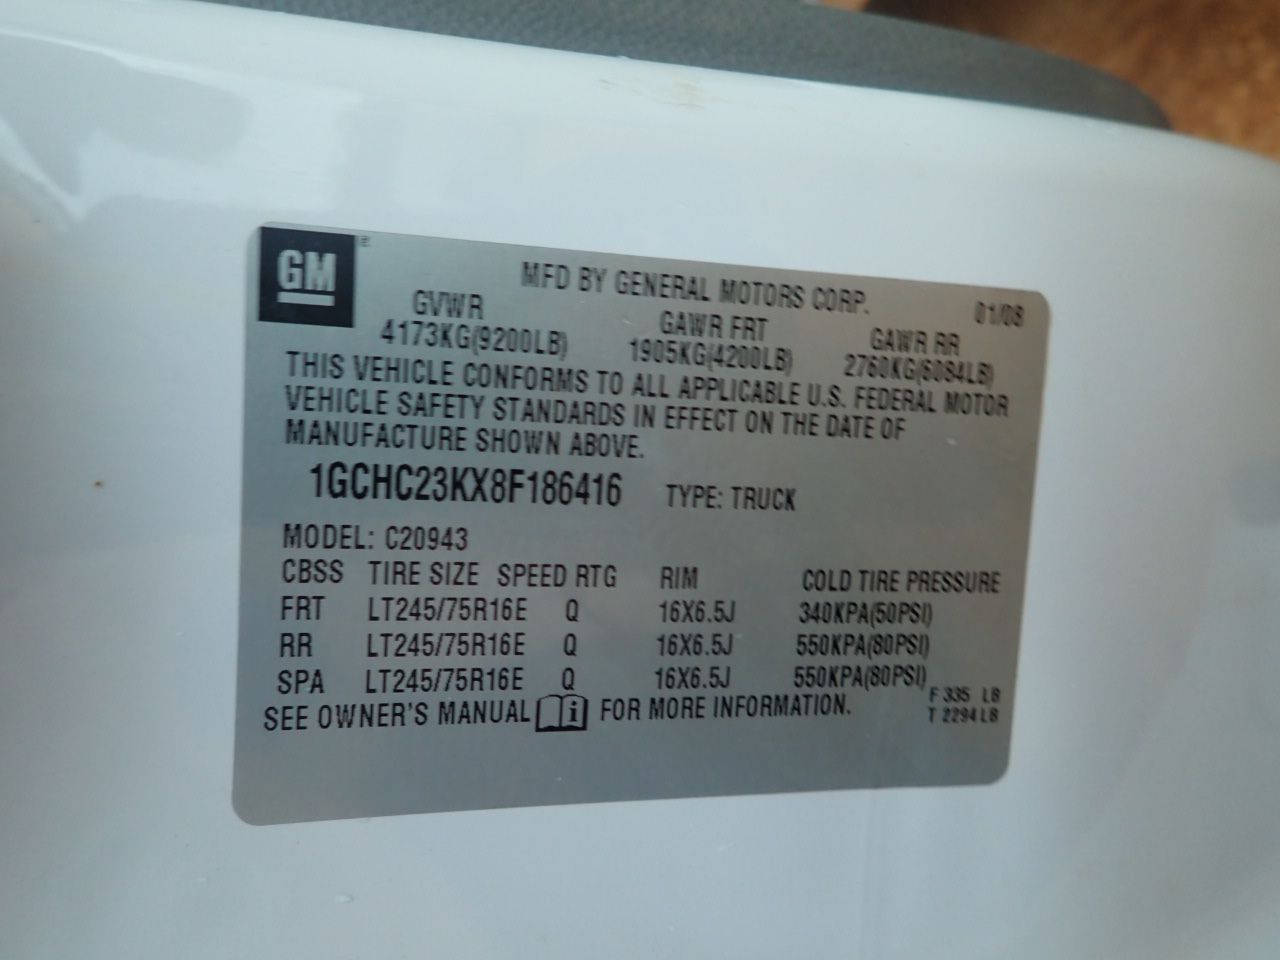 GM
MFD BY GENERAL MOTORS CORP. 01/08
GVWR GAWR FRT GAWR RR
4173KG(9200LB) 1905KG(4200LB) 2760KG(6084LB)
THIS VEHICLE CONFORMS TO ALL APPLICABLE U.S. FEDERAL MOTOR
VEHICLE SAFETY STANDARDS IN EFFECT ON THE DATE OF
MANUFACTURE SHOWN ABOVE.
1GCHC23KX8F186416 TYPE: TRUCK
MODEL: C20943
CBSS TIRE SIZE SPEED RTG RIM COLD TIRE PRESSURE
FRT LT245/75R16E Q 16X6.5J 340KPA(50PSI)
RR LT245/75R16E Q 16X6.5J 550KPA(80PSI)
SPA LT245/75R16E Q 16X6.5J 550KPA(80PSI)
F 335 LB
SEE OWNER'S MANUAL i FOR MORE INFORMATION. T 2294LB